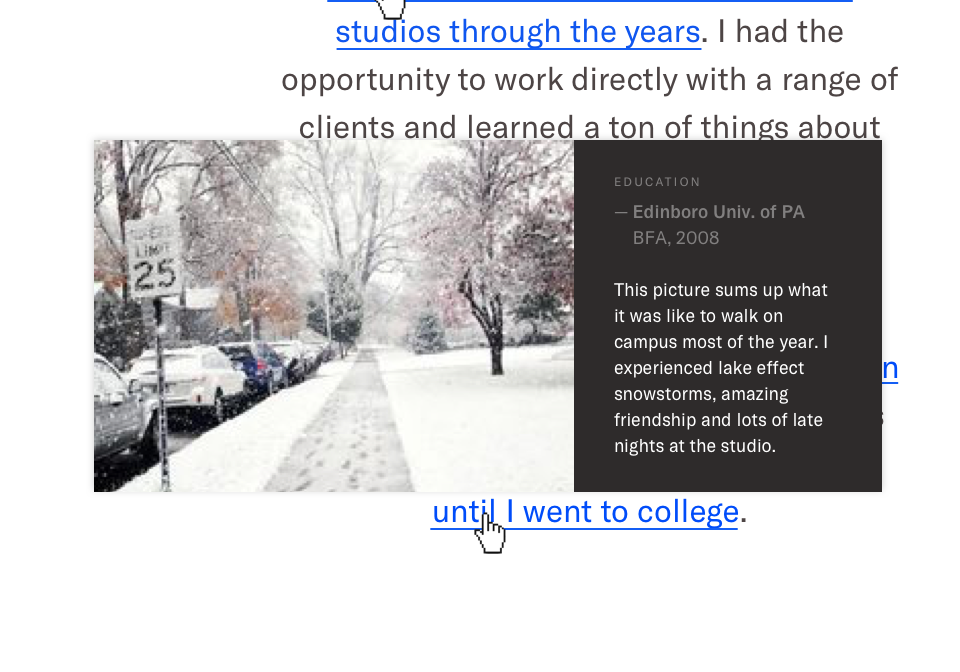 studios through the years. I had the
opportunity to work directly with a range of
clients and learned a ton of things about
LIMIT
25
EDUCATION
— Edinboro Univ. of PA
BFA, 2008
This picture sums up what
it was like to walk on
campus most of the year. I
experienced lake effect
snowstorms, amazing
friendship and lots of late
nights at the studio.
n
s
until I went to college.